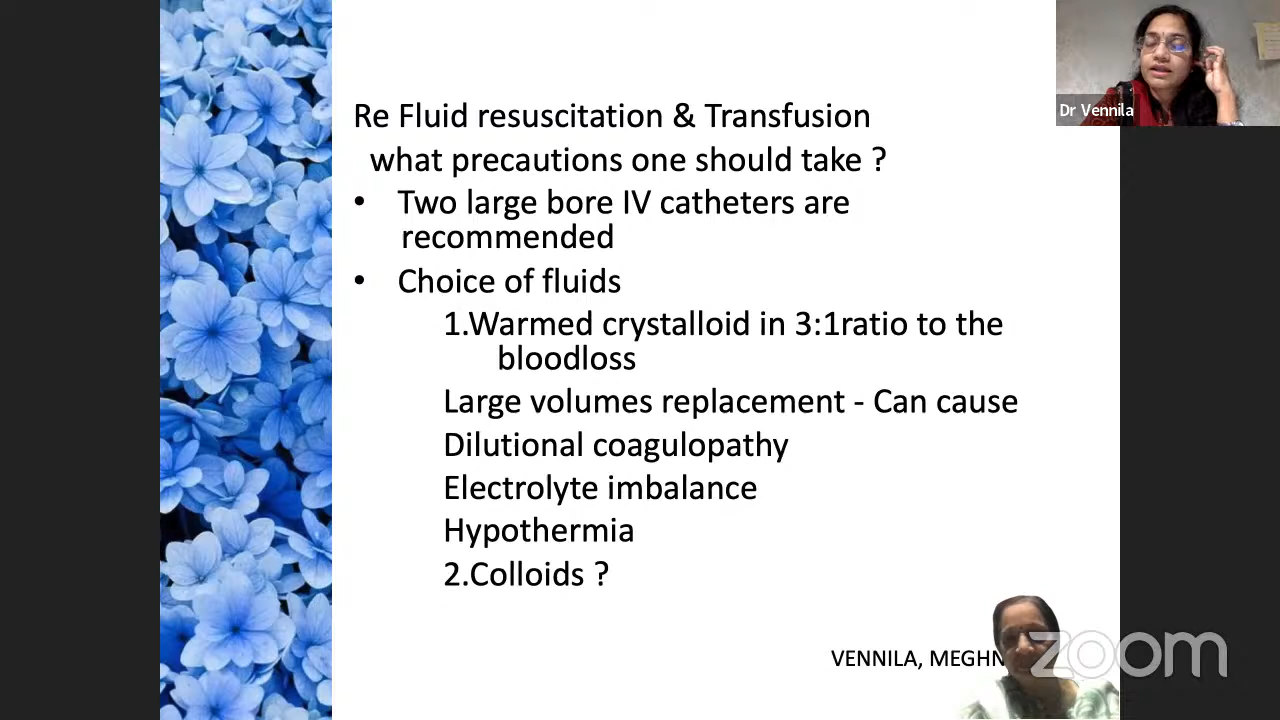 Dr Vennila
Re Fluid resuscitation & Transfusion
what precautions one should take ?
• Two large bore IV catheters are
recommended
• Choice of fluids
1.Warmed crystalloid in 3:1ratio to the
bloodloss
Large volumes replacement - Can cause
Dilutional coagulopathy
Electrolyte imbalance
Hypothermia
2.Colloids ?
VENNILA, MEGHN
zoom